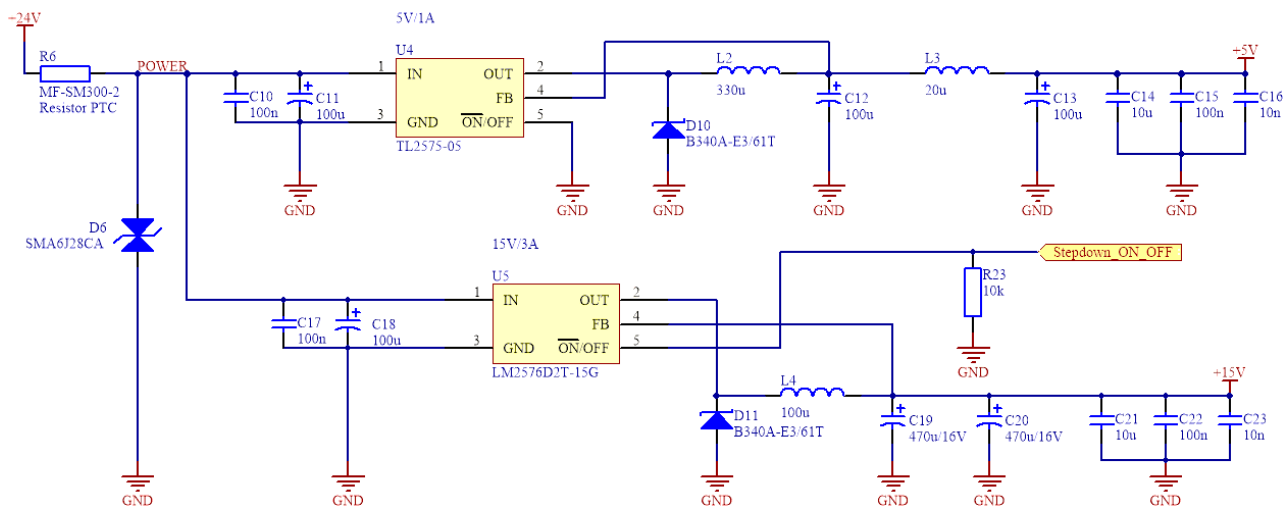 +24V
R6
MF-SM300-2
Resistor PTC
POWER
C10
100n
C11
100u
5V/1A
U4
1
IN
OUT
2
FB
4
3
GND
ON/OFF
5
TL2575-05
L2
330u
D10
B340A-E3/61T
C12
100u
L3
20u
C13
100u
+5V
C14
10u
C15
100n
C16
10n
GND
GND
GND
GND
GND
GND
D6
SMA6J28CA
GND
15V/3A
U5
1
IN
OUT
2
FB
4
3
GND
ON/OFF
5
LM2576D2T-15G
C17
100n
C18
100u
GND
Stepdown_ON_OFF
R23
10k
GND
L4
100u
D11
B340A-E3/61T
C19
470u/16V
C20
470u/16V
+15V
C21
10u
C22
100n
C23
10n
GND
GND
GND
GND